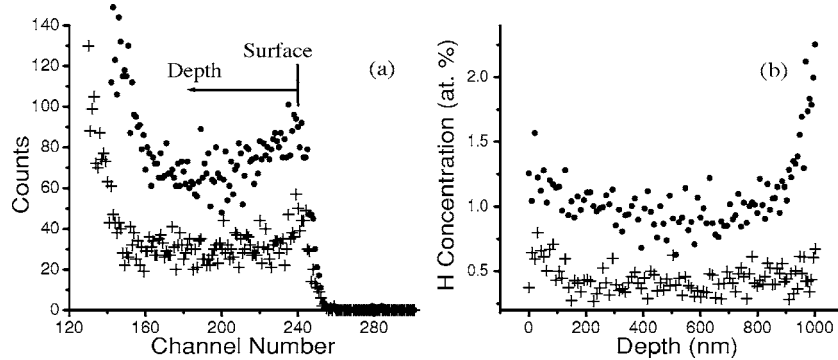 140
120
100
80
60
40
20
0
Counts
Surface
Depth
(a)
120 160 200 240 280
Channel Number
2.0
1.5
1.0
0.5
H Concentration (at. %)
(b)
0 200 400 600 800 1000
Depth (nm)